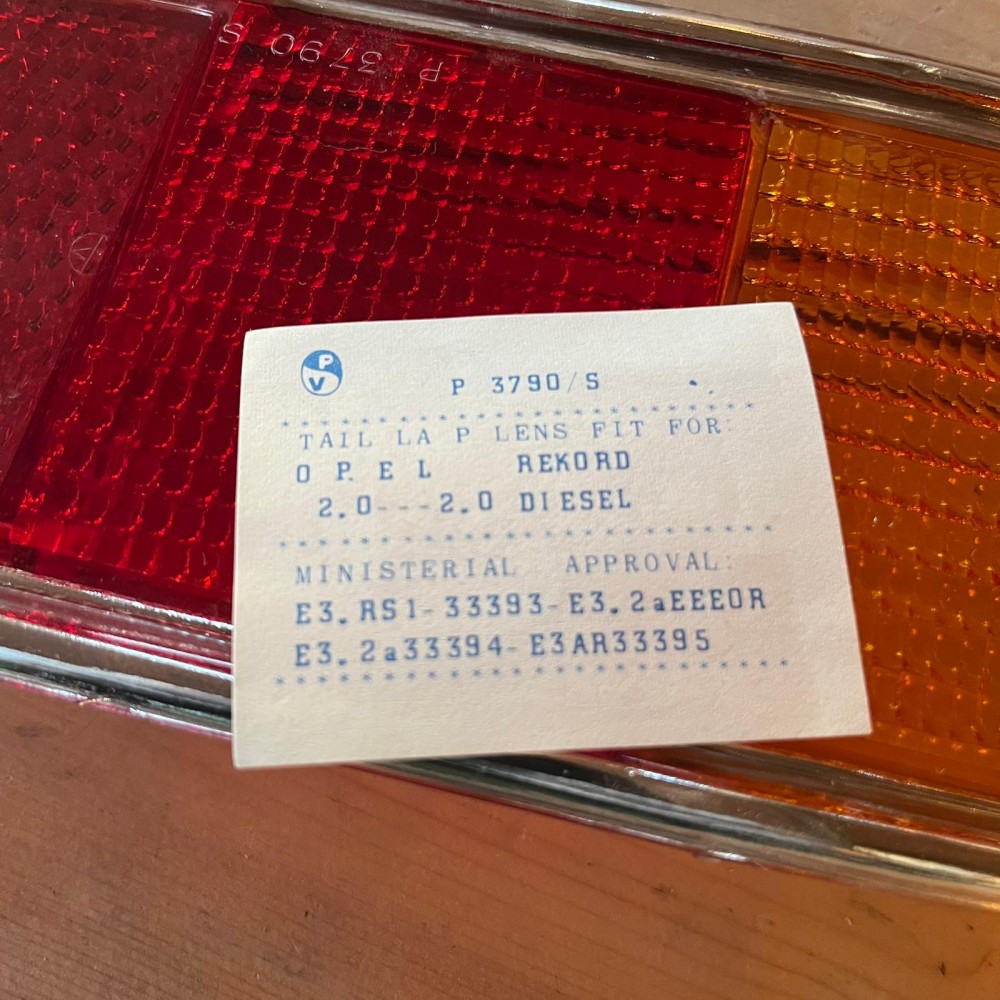 P 3790 S
P
V
P 3790/S
* * * * * * * * * * * * * * * * * * * * * * *
TAIL LA P LENS FIT FOR:
O P E L REKORD
2.0---2.0 DIESEL
* * * * * * * * * * * * * * * * * * * * * * * *
MINISTERIAL APPROVAL:
E3.RS1-33393-E3.2aEEEOR
E3.2a33394-E3AR33395
* * * * * * * * * * * * * * * * * * * * * * * * *